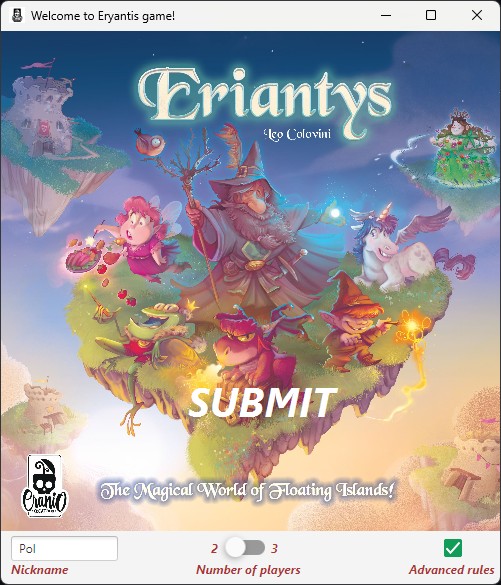 Welcome to Eryantis game!
Eriantys
Leo Colovini
SUBMIT
CRANIO
CREATIONS
The Magical World of Floating Islands!
Pol
2 3
Nickname
Number of players
Advanced rules